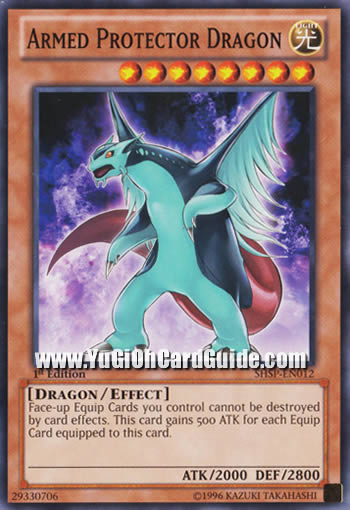 ARMED PROTECTOR DRAGON
LIGHT
光
www.YuGiOhCardGuide.com
1st Edition
SHSP-EN012
[DRAGON/EFFECT]
Face-up Equip Cards you control cannot be destroyed
by card effects. This card gains 500 ATK for each Equip
Card equipped to this card.
ATK/2000 DEF/2800
29330706
©1996 KAZUKI TAKAHASHI